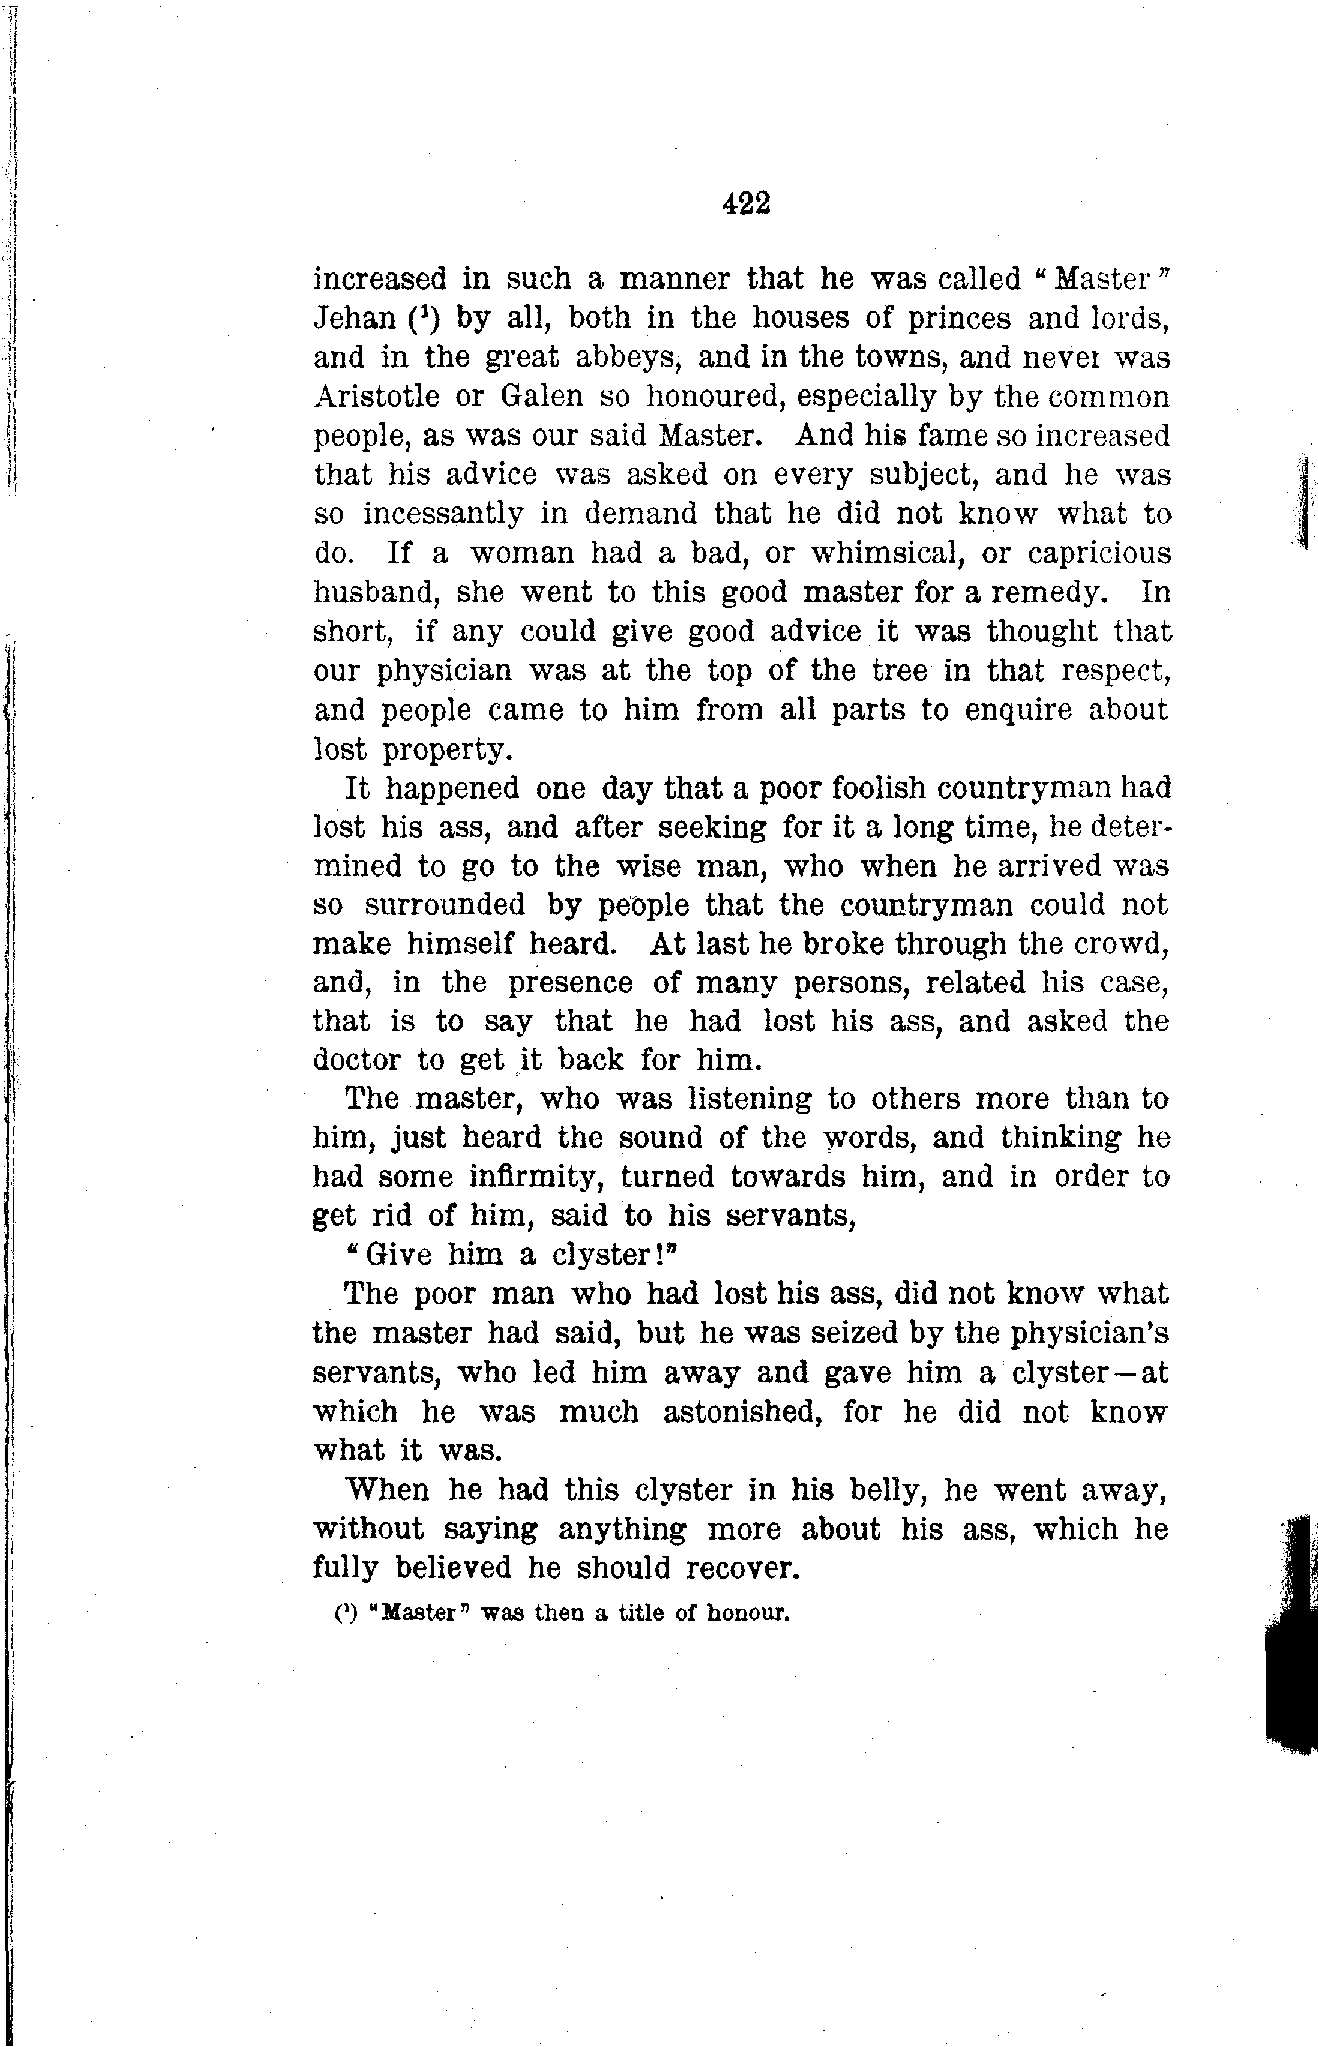 422
increased in such a manner that he was called "Master"
Jehan (¹) by all, both in the houses of princes and lords,
and in the great abbeys, and in the towns, and never was
Aristotle or Galen so honoured, especially by the common
people, as was our said Master. And his fame so increased
that his advice was asked on every subject, and he was
so incessantly in demand that he did not know what to
do. If a woman had a bad, or whimsical, or capricious
husband, she went to this good master for a remedy. In
short, if any could give good advice it was thought that
our physician was at the top of the tree in that respect,
and people came to him from all parts to enquire about
lost property.
It happened one day that a poor foolish countryman had
lost his ass, and after seeking for it a long time, he deter-
mined to go to the wise man, who when he arrived was
so surrounded by people that the countryman could not
make himself heard. At last he broke through the crowd,
and, in the presence of many persons, related his case,
that is to say that he had lost his ass, and asked the
doctor to get it back for him.
The master, who was listening to others more than to
him, just heard the sound of the words, and thinking he
had some infirmity, turned towards him, and in order to
get rid of him, said to his servants,
"Give him a clyster!"
The poor man who had lost his ass, did not know what
the master had said, but he was seized by the physician's
servants, who led him away and gave him a clyster—at
which he was much astonished, for he did not know
what it was.
When he had this clyster in his belly, he went away,
without saying anything more about his ass, which he
fully believed he should recover.
(¹) "Master" was then a title of honour.